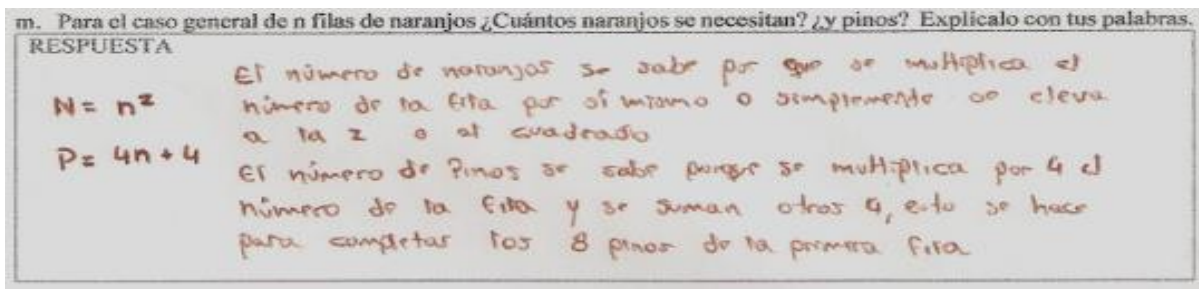 m. Para el caso general de n filas de naranjos ¿Cuántos naranjos se necesitan? ¿y pinos? Explicalo con tus palabras.
RESPUESTA
El número de naranjos se sabe por que se multiplica el
N = n² número de la fila por sí mismo o simplemente se eleva
a la 2 o al cuadrado
P = 4n + 4
El número de Pinos se sabe porque se multiplica por 4 el
número de la fila y se suman otros 4, esto se hace
para completar los 8 pinos de la primera fila